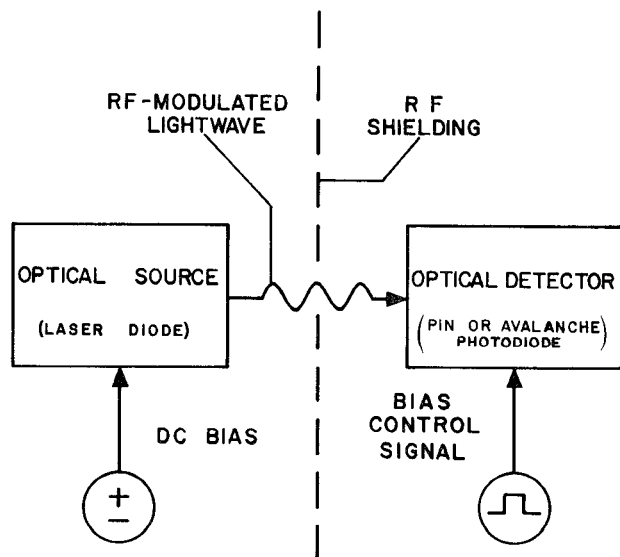 RF-MODULATED
LIGHTWAVE
R F
SHIELDING
OPTICAL SOURCE
(LASER DIODE)
OPTICAL DETECTOR
(PIN OR AVALANCHE)
PHOTODIODE
DC BIAS
BIAS
CONTROL
SIGNAL
+
−